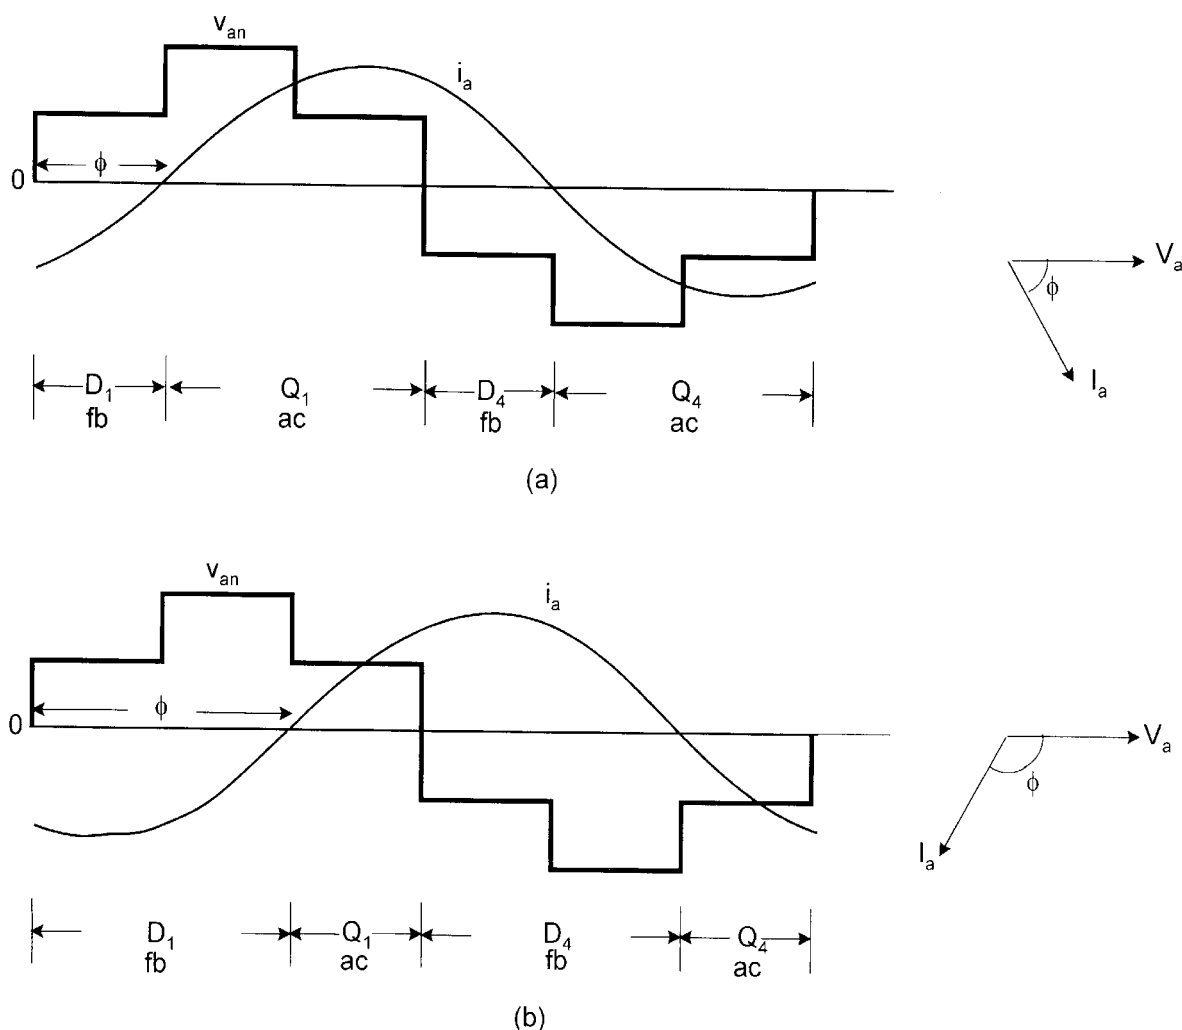 v_an
i_a
ϕ
0
V_a
ϕ
I_a
D_1 Q_1 D_4 Q_4
fb ac fb ac
(a)
v_an
i_a
ϕ
0
V_a
ϕ
I_a
D_1 Q_1 D_4 Q_4
fb ac fb ac
(b)